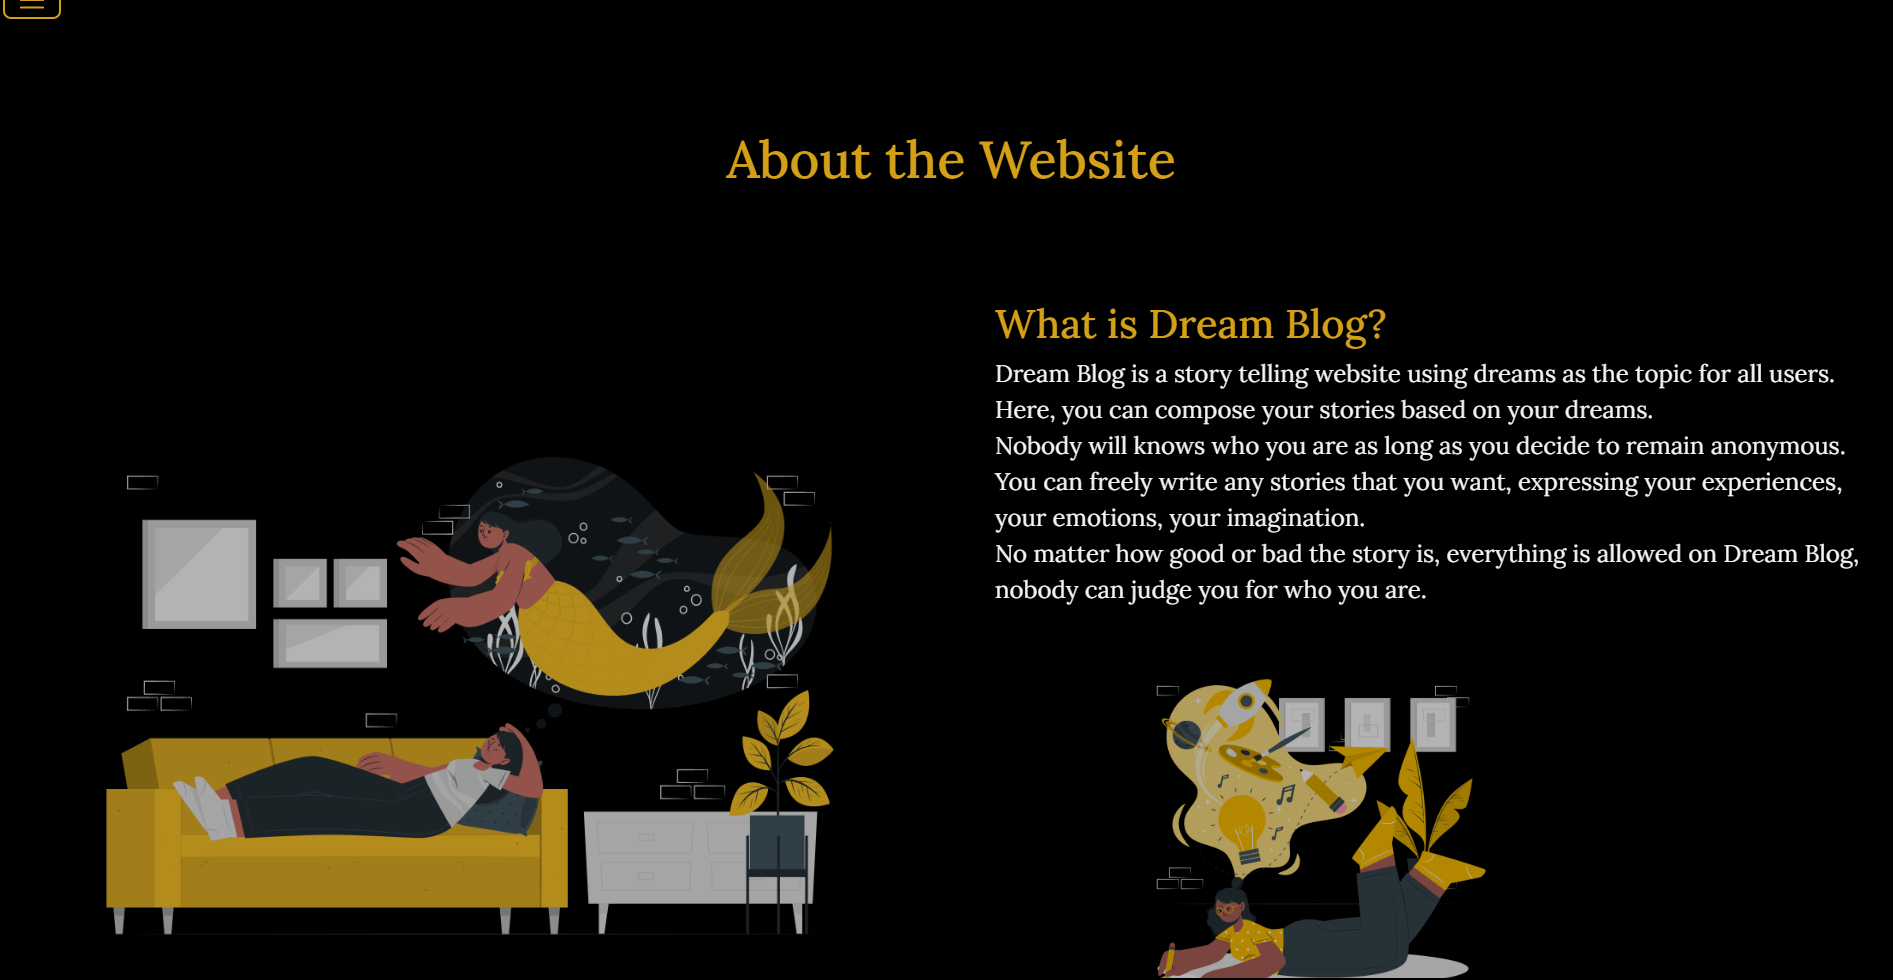 About the Website
What is Dream Blog?
Dream Blog is a story telling website using dreams as the topic for all users.
Here, you can compose your stories based on your dreams.
Nobody will knows who you are as long as you decide to remain anonymous.
You can freely write any stories that you want, expressing your experiences,
your emotions, your imagination.
No matter how good or bad the story is, everything is allowed on Dream Blog,
nobody can judge you for who you are.